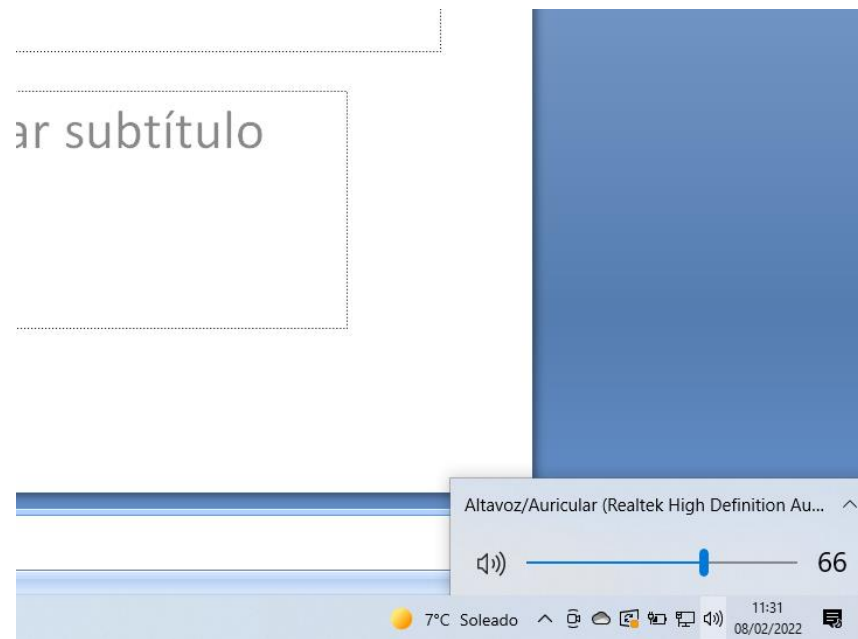 ar subtítulo
Altavoz/Auricular (Realtek High Definition Au...
66
7°C Soleado
11:31
08/02/2022